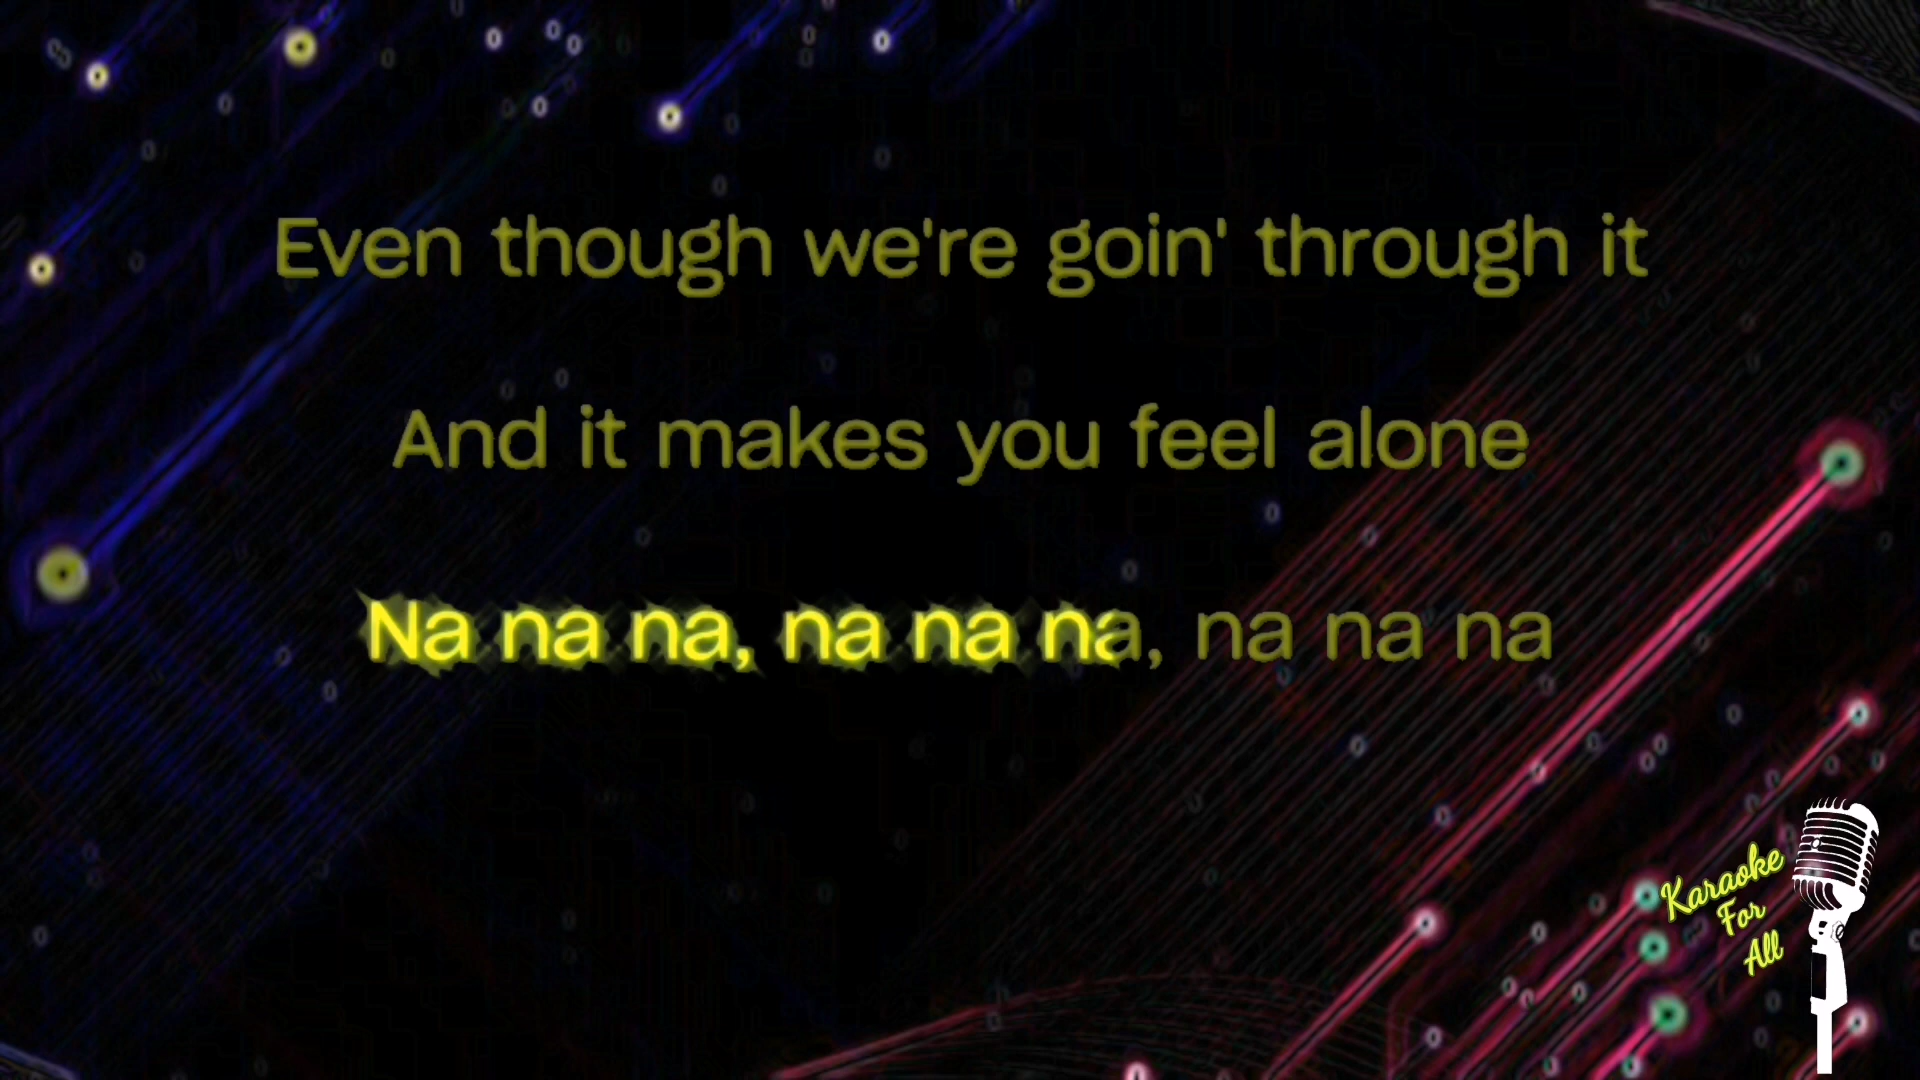 Even though we're goin' through it
And it makes you feel alone
Na na na, na na na, na na na
Karaoke
For
All